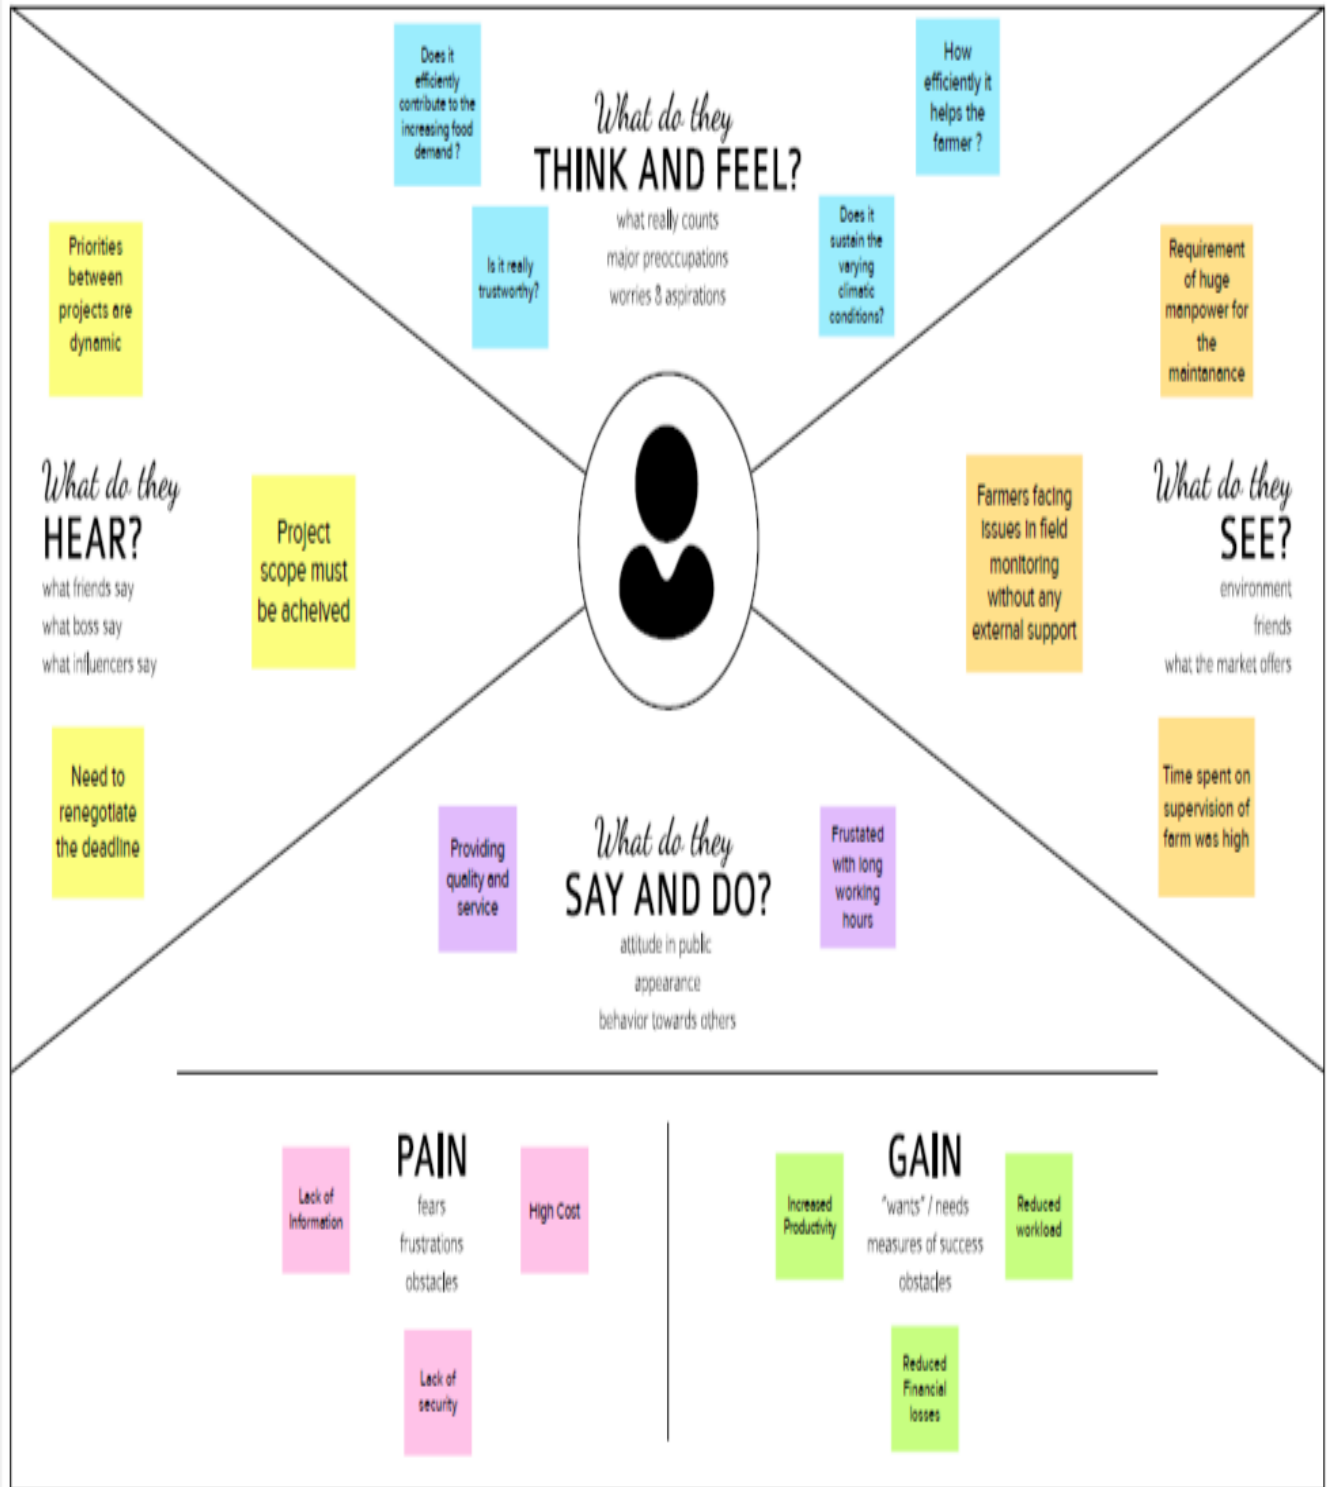 Does it
efficiently
contribute to the
increasing food
demand ?
What do they
THINK AND FEEL?
what really counts
major preoccupations
worries & aspirations
How
efficiently it
helps the
farmer ?
Is it really
trustworthy?
Does it
sustain the
varying
climatic
conditions?
Priorities
between
projects are
dynamic
What do they
HEAR?
what friends say
what boss say
what influencers say
Project
scope must
be acheived
Need to
renegotiate
the deadline
Requirement
of huge
manpower for
the
maintanance
Farmers facing
issues in field
monitoring
without any
external support
What do they
SEE?
environment
friends
what the market offers
Time spent on
supervision of
farm was high
Providing
quality and
service
What do they
SAY AND DO?
attitude in public
appearance
behavior towards others
Frustated
with long
working
hours
Lack of
Information
PAIN
fears
frustrations
obstacles
High Cost
Lack of
security
Increased
Productivity
GAIN
"wants" / needs
measures of success
obstacles
Reduced
workload
Reduced
Financial
losses